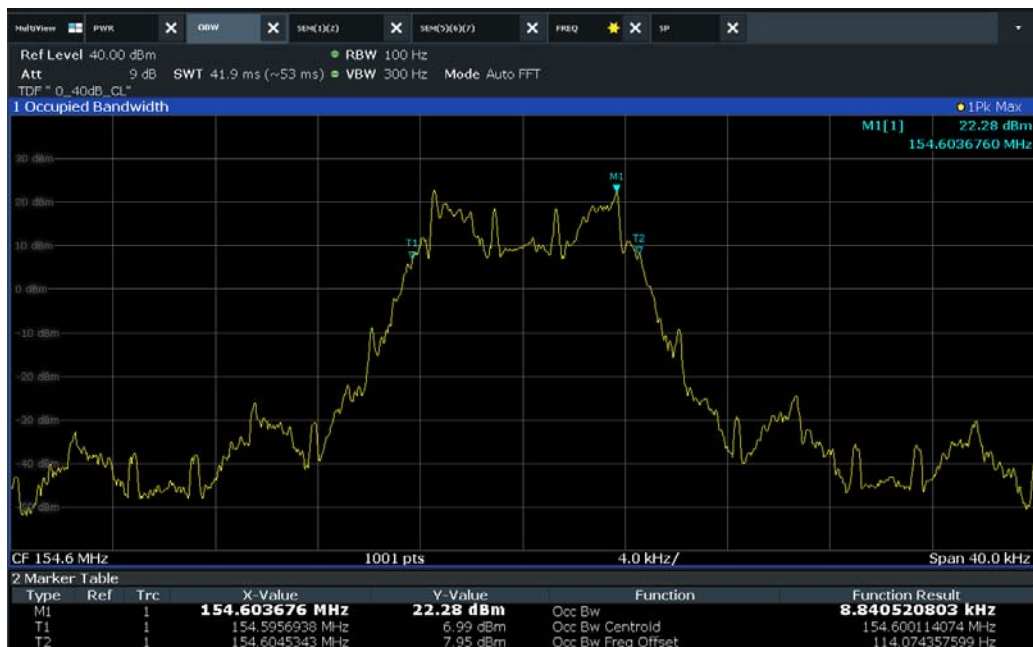 MultiView PWR OBW SEM(1)(2) SEM(5)(6)(7) FREQ SP
Ref Level 40.00 dBm RBW 100 Hz
Att 9 dB SWT 41.9 ms (~53 ms) VBW 300 Hz Mode Auto FFT
TDF " 0_40dB_CL"
1 Occupied Bandwidth 1Pk Max
M1[1] 22.28 dBm
154.6036760 MHz
30 dBm
M1
20 dBm
T1 T2
10 dBm
0 dBm
-10 dBm
-20 dBm
-30 dBm
-40 dBm
-50 dBm
CF 154.6 MHz 1001 pts 4.0 kHz/ Span 40.0 kHz
2 Marker Table
Type Ref Trc X-Value Y-Value Function Function Result
M1 1 154.603676 MHz 22.28 dBm Occ Bw 8.840520803 kHz
T1 1 154.5956938 MHz 6.99 dBm Occ Bw Centroid 154.600114074 MHz
T2 1 154.6045343 MHz 7.95 dBm Occ Bw Freq Offset 114.074357599 Hz